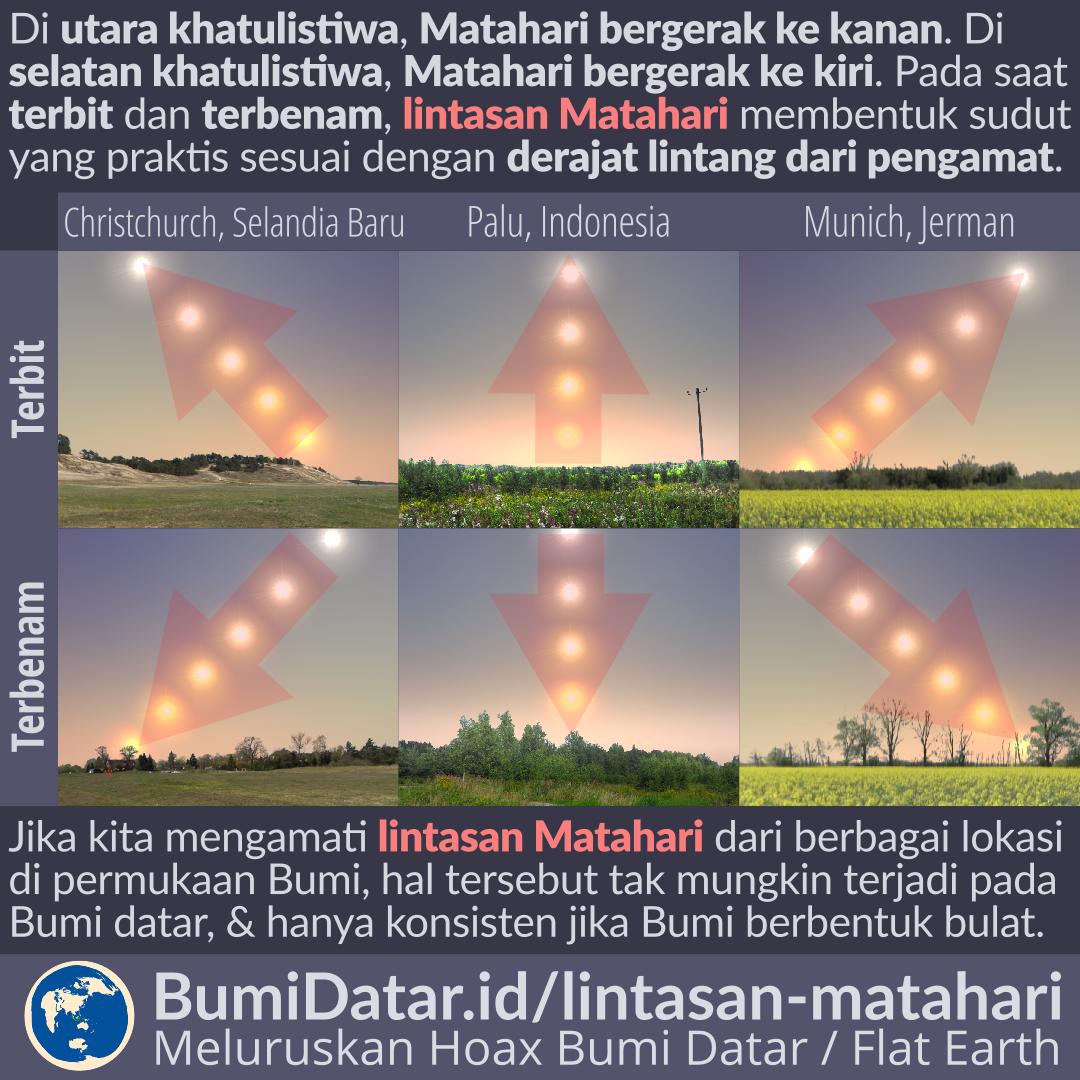 Di utara khatulistiwa, Matahari bergerak ke kanan. Di
selatan khatulistiwa, Matahari bergerak ke kiri. Pada saat
terbit dan terbenam, lintasan Matahari membentuk sudut
yang praktis sesuai dengan derajat lintang dari pengamat.
Christchurch, Selandia Baru
Palu, Indonesia
Munich, Jerman
Terbit
Terbenam
Jika kita mengamati lintasan Matahari dari berbagai lokasi
di permukaan Bumi, hal tersebut tak mungkin terjadi pada
Bumi datar, & hanya konsisten jika Bumi berbentuk bulat.
BumiDatar.id/lintasan-matahari
Meluruskan Hoax Bumi Datar / Flat Earth